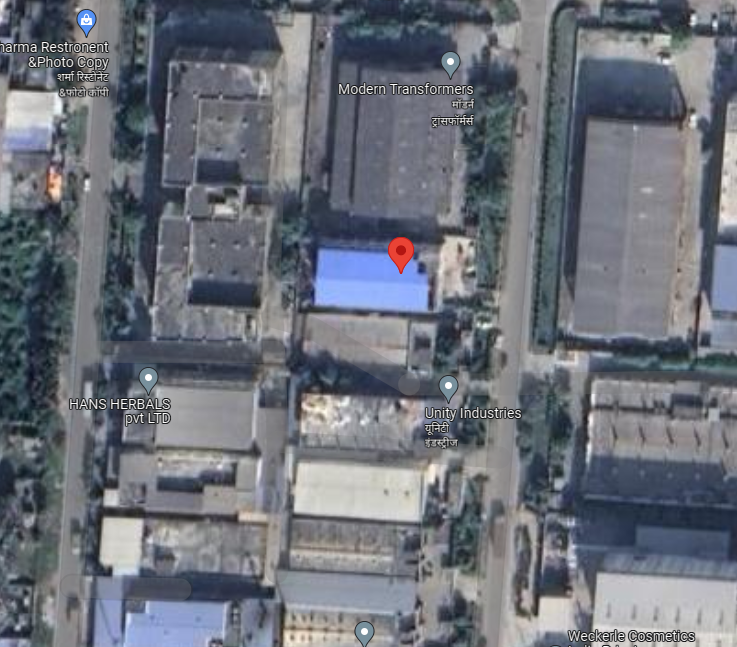 harma Restronent
&Photo Copy
शर्मा रिस्टोनेंट
&फोटो कॉपी
Modern Transformers
मॉडर्न
ट्रांसफॉर्मर्स
HANS HERBALS
pvt LTD
Unity Industries
यूनिटी
इंडस्ट्रीज
Weckerle Cosmetics